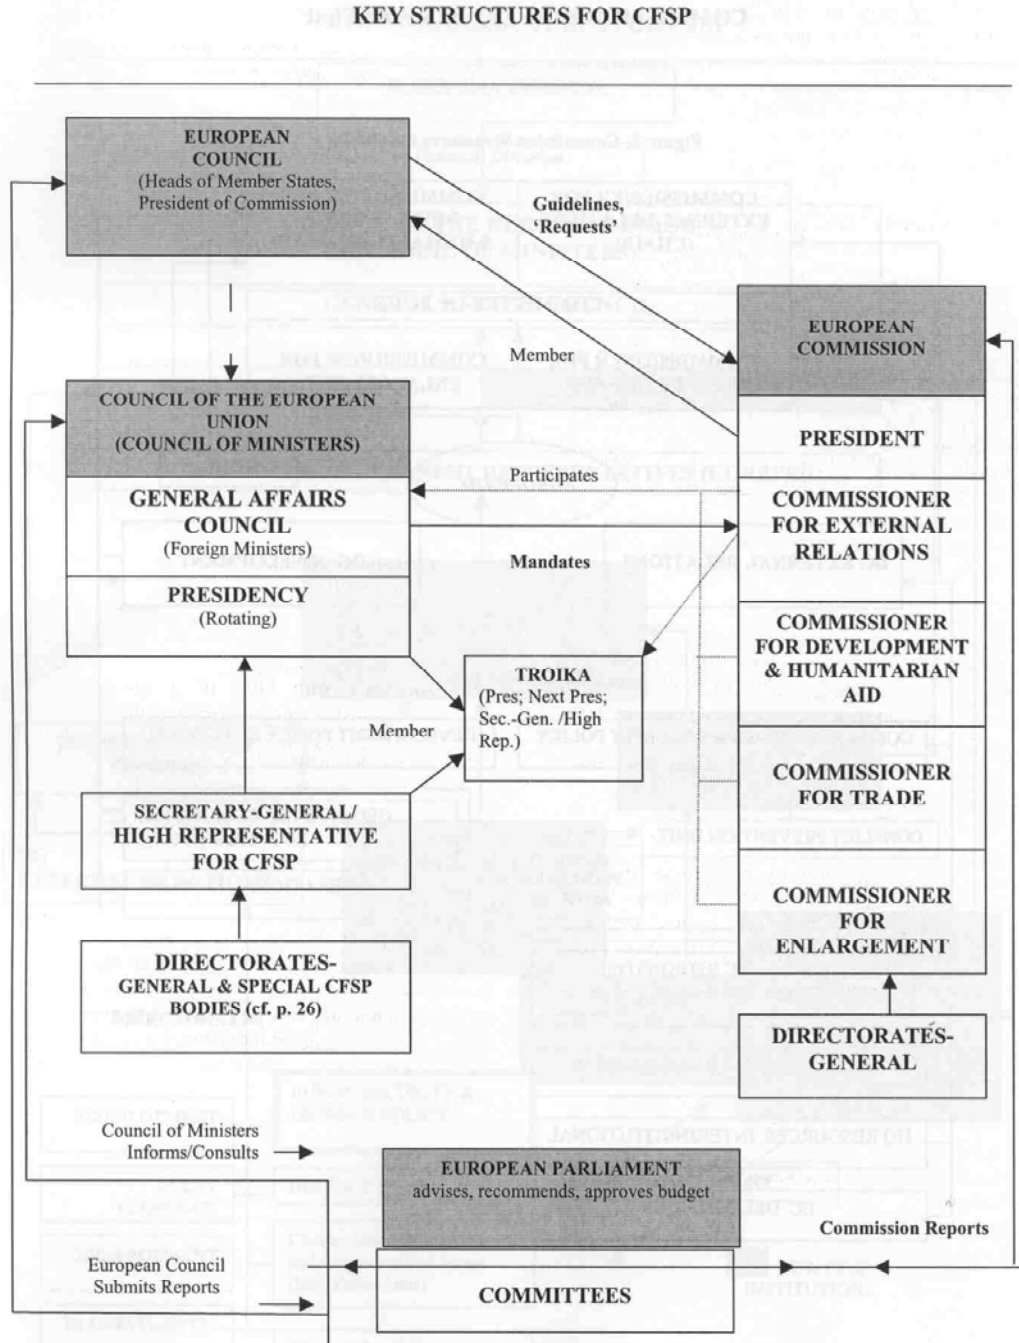 KEY STRUCTURES FOR CFSP
EUROPEAN
COUNCIL
(Heads of Member States,
President of Commission)
Guidelines,
‘Requests’
EUROPEAN
COMMISSION
Member
COUNCIL OF THE EUROPEAN
UNION
(COUNCIL OF MINISTERS)
PRESIDENT
Participates
GENERAL AFFAIRS
COUNCIL
(Foreign Ministers)
COMMISSIONER
FOR EXTERNAL
RELATIONS
Mandates
PRESIDENCY
(Rotating)
COMMISSIONER
FOR DEVELOPMENT
& HUMANITARIAN
AID
TROIKA
(Pres; Next Pres;
Sec.-Gen. /High
Rep.)
Member
COMMISSIONER
FOR TRADE
SECRETARY-GENERAL/
HIGH REPRESENTATIVE
FOR CFSP
COMMISSIONER
FOR
ENLARGEMENT
DIRECTORATES-
GENERAL & SPECIAL CFSP
BODIES (cf. p. 26)
DIRECTORATES-
GENERAL
Council of Ministers
Informs/Consults
EUROPEAN PARLIAMENT
advises, recommends, approves budget
Commission Reports
European Council
Submits Reports
COMMITTEES